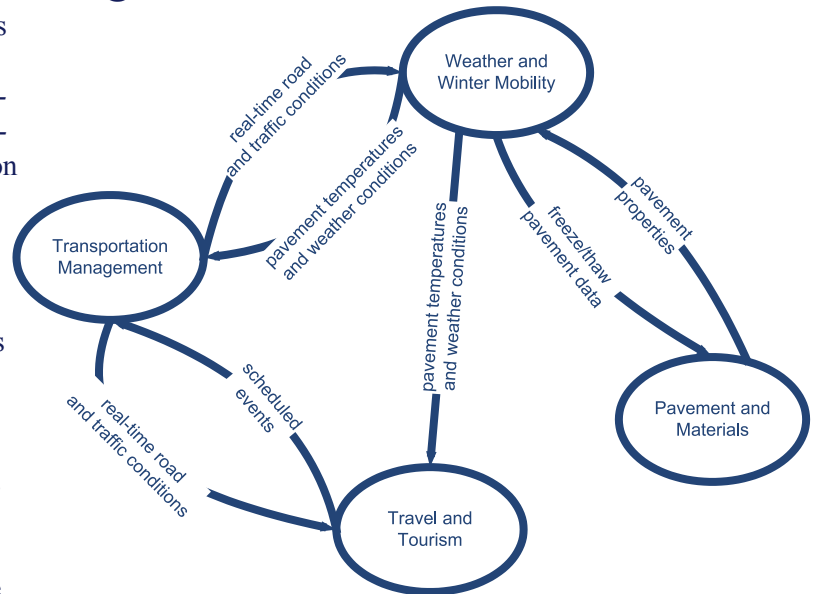 g
s
-
-
on
s
Weather and
Winter Mobility
real-time road
and traffic conditions
pavement temperatures
and weather conditions
pavement
properties
freeze/thaw
pavement data
pavement temperatures
and weather conditions
Transportation
Management
scheduled
events
real-time road
and traffic conditions
Pavement and
Materials
Travel and
Tourism